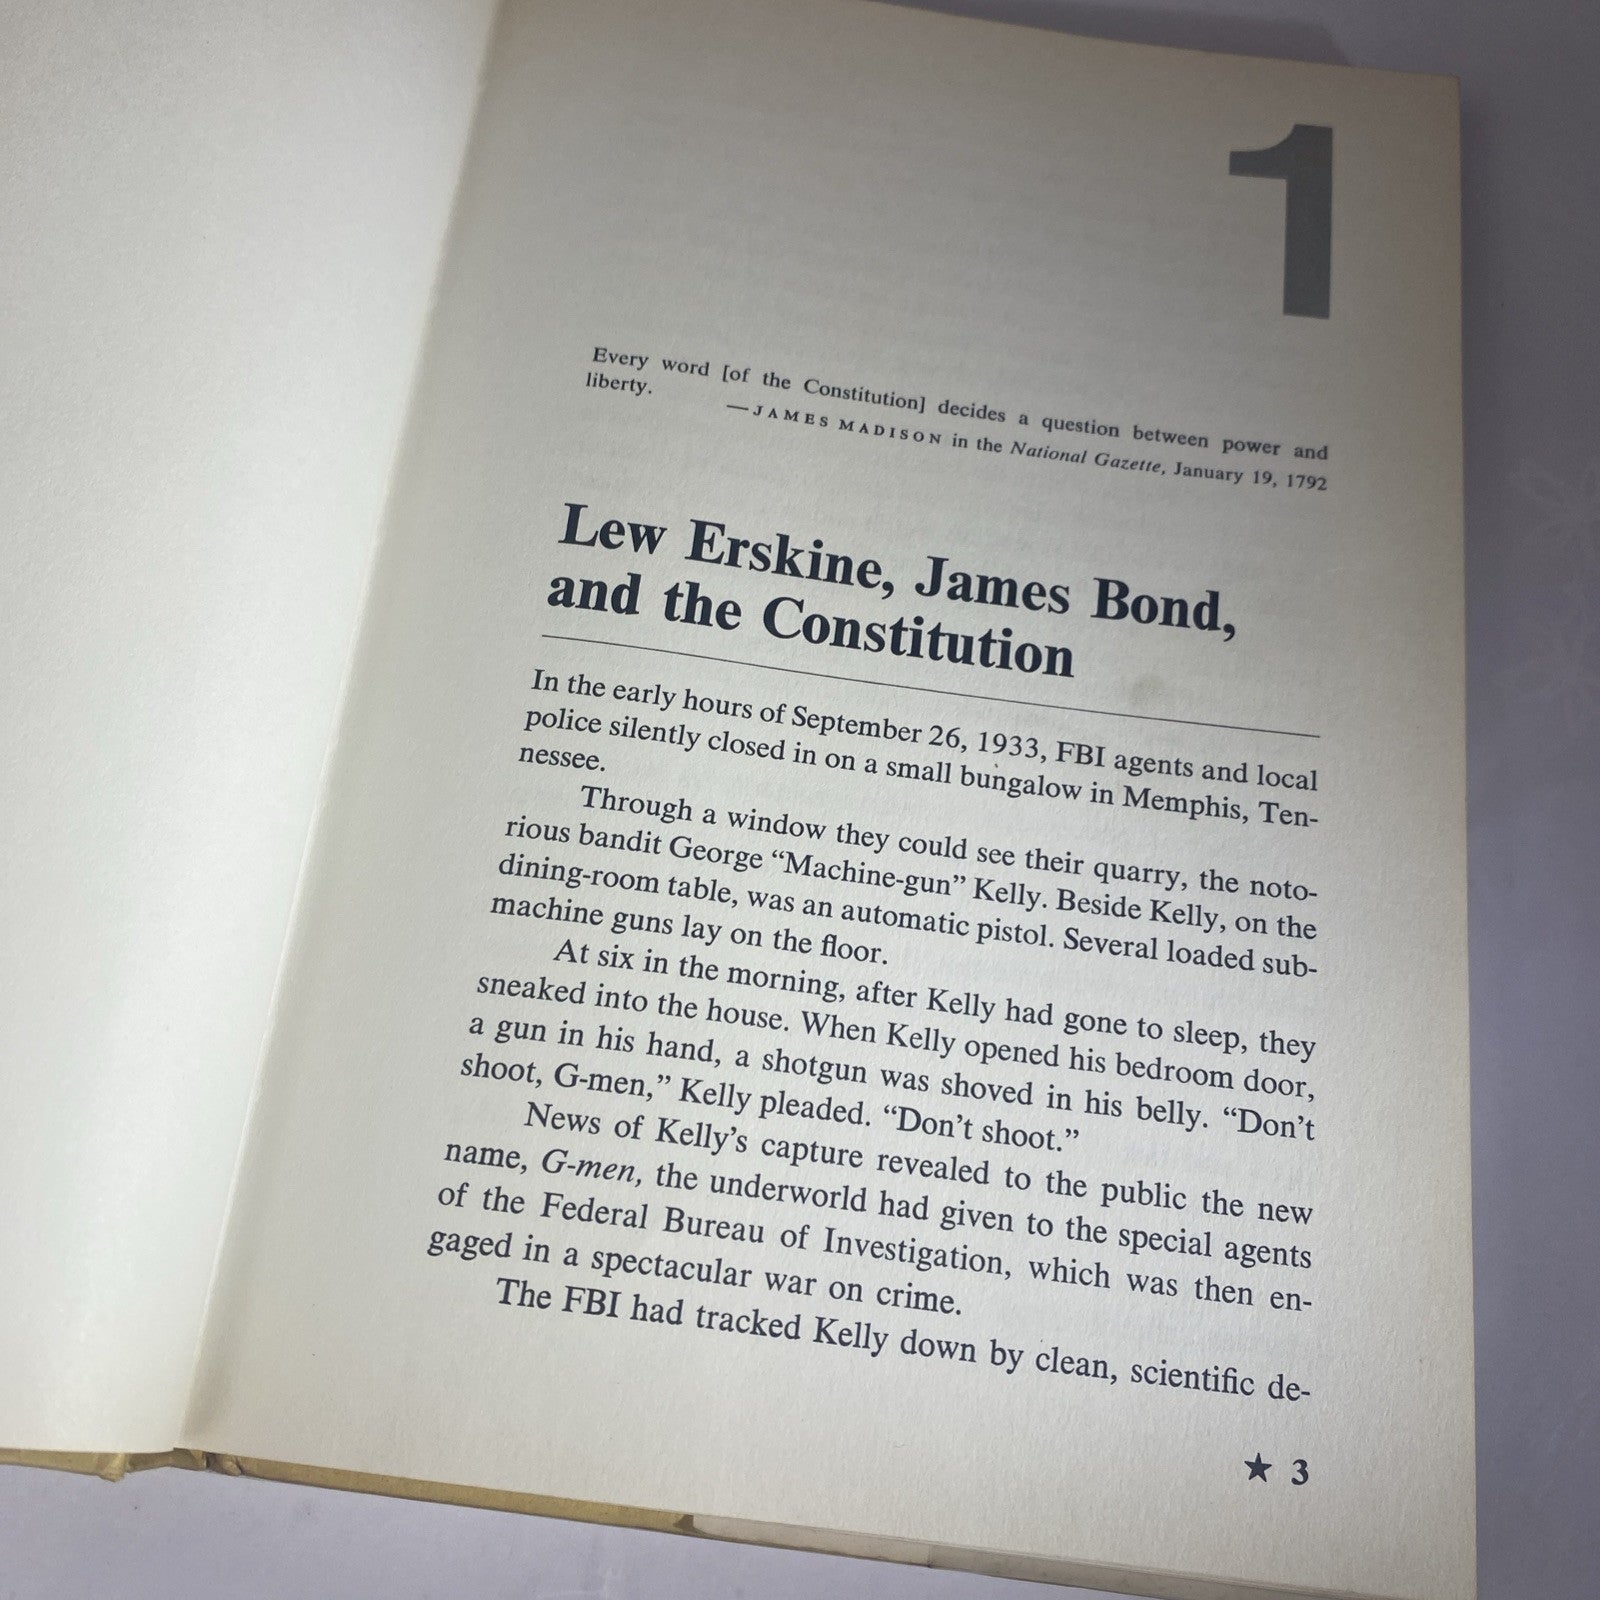 1
Every word [of the Constitution] decides a question between power and
liberty.
—JAMES MADISON in the National Gazette, January 19, 1792
Lew Erskine, James Bond,
and the Constitution
In the early hours of September 26, 1933, FBI agents and local
police silently closed in on a small bungalow in Memphis, Ten-
nessee.
Through a window they could see their quarry, the noto-
rious bandit George “Machine-gun” Kelly. Beside Kelly, on the
dining-room table, was an automatic pistol. Several loaded sub-
machine guns lay on the floor.
At six in the morning, after Kelly had gone to sleep, they
sneaked into the house. When Kelly opened his bedroom door,
a gun in his hand, a shotgun was shoved in his belly. “Don’t
shoot, G-men,” Kelly pleaded. “Don’t shoot.”
News of Kelly’s capture revealed to the public the new
name, G-men, the underworld had given to the special agents
of the Federal Bureau of Investigation, which was then en-
gaged in a spectacular war on crime.
The FBI had tracked Kelly down by clean, scientific de-
★ 3